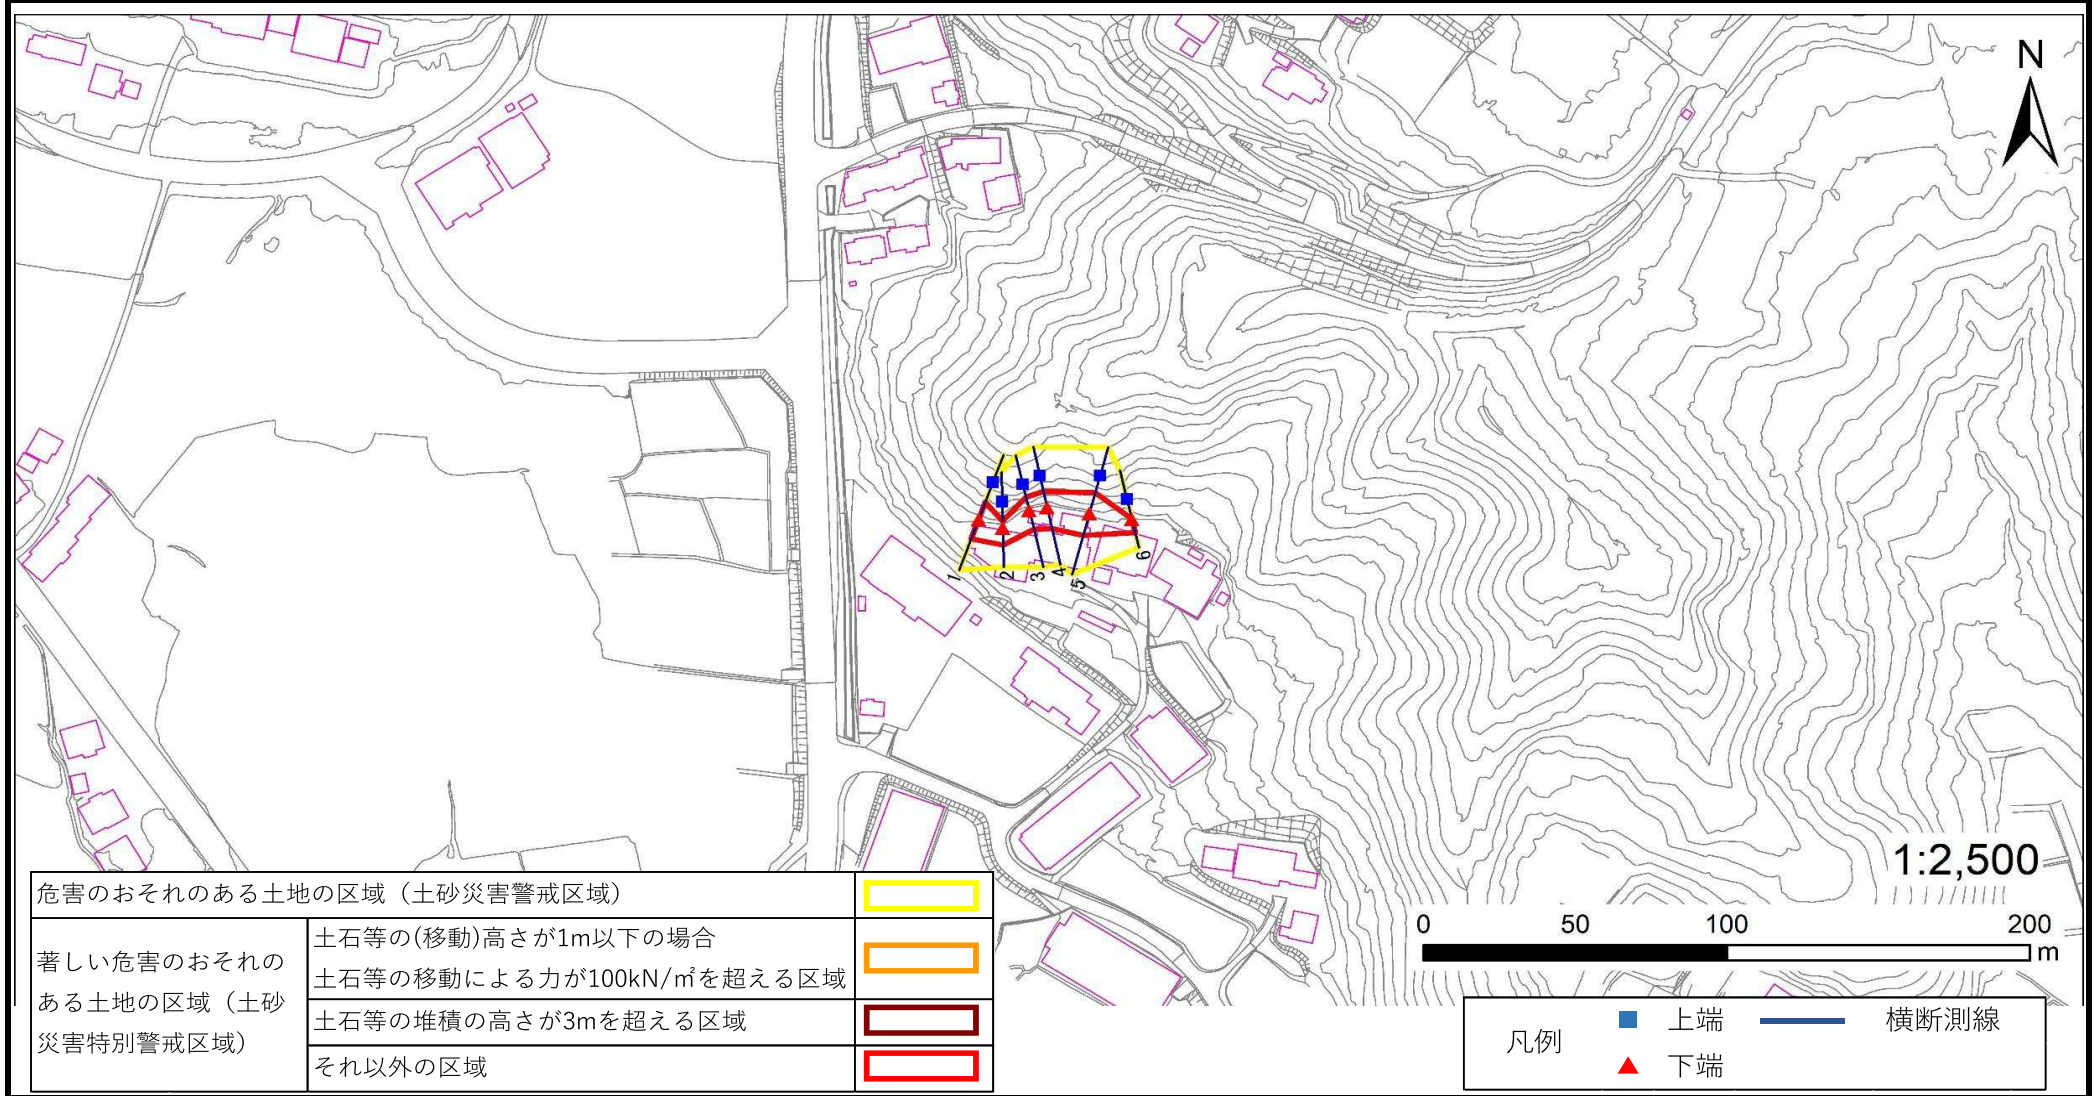 N
1
2
3
4
5
6
1:2,500
0 50 100 200
m
危害のおそれのある土地の区域（土砂災害警戒区域）
著しい危害のおそれの
ある土地の区域（土砂
災害特別警戒区域）
土石等の(移動)高さが1m以下の場合
土石等の移動による力が100kN/㎡を超える区域
土石等の堆積の高さが3mを超える区域
それ以外の区域
凡例
上端 横断測線
下端